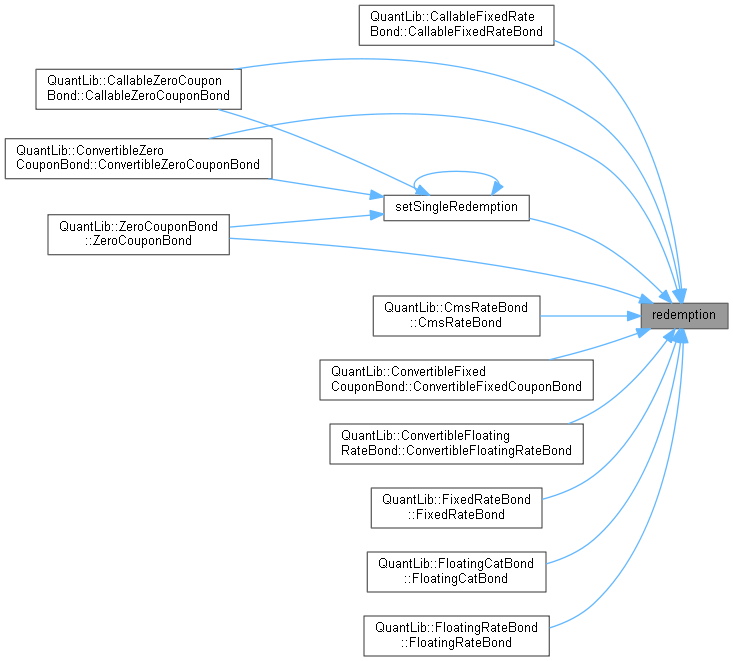 QuantLib::CallableFixedRate
Bond::CallableFixedRateBond
QuantLib::CallableZeroCoupon
Bond::CallableZeroCouponBond
QuantLib::ConvertibleZero
CouponBond::ConvertibleZeroCouponBond
setSingleRedemption
QuantLib::ZeroCouponBond
::ZeroCouponBond
QuantLib::CmsRateBond
::CmsRateBond
redemption
QuantLib::ConvertibleFixed
CouponBond::ConvertibleFixedCouponBond
QuantLib::ConvertibleFloating
RateBond::ConvertibleFloatingRateBond
QuantLib::FixedRateBond
::FixedRateBond
QuantLib::FloatingCatBond
::FloatingCatBond
QuantLib::FloatingRateBond
::FloatingRateBond